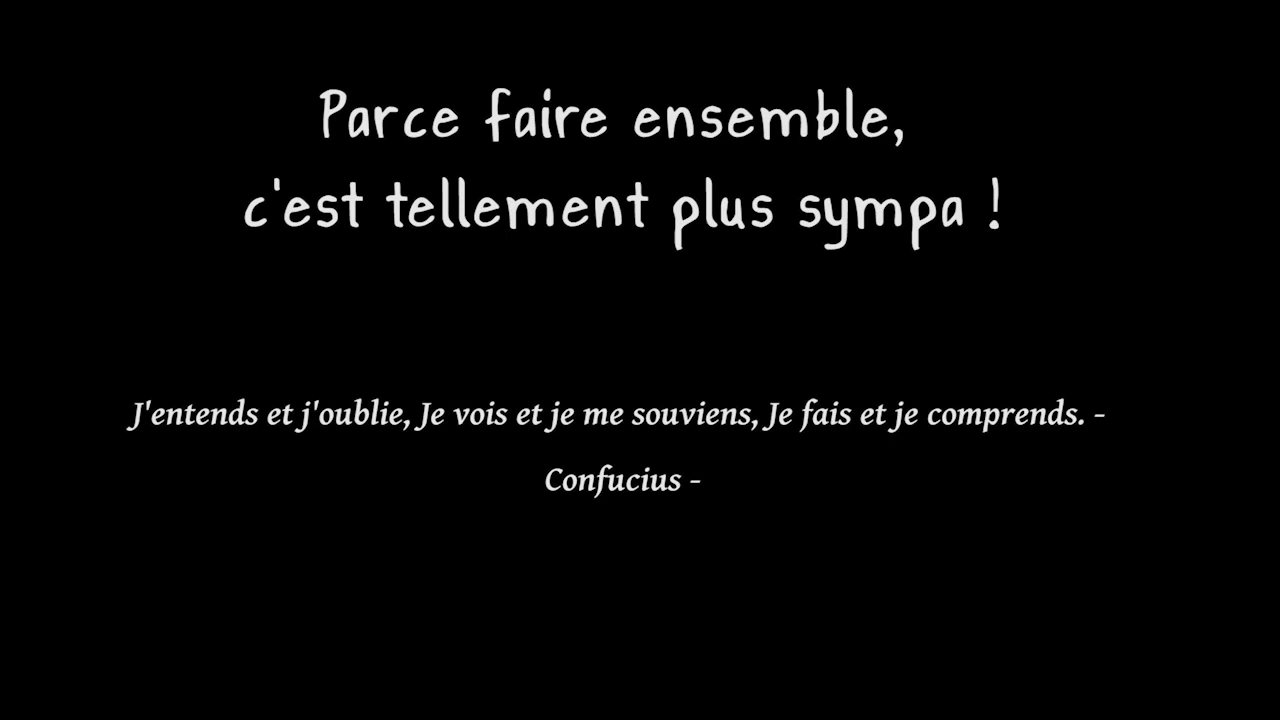 Parce faire ensemble,
c'est tellement plus sympa !
J'entends et j'oublie, Je vois et je me souviens, Je fais et je comprends. -
Confucius -